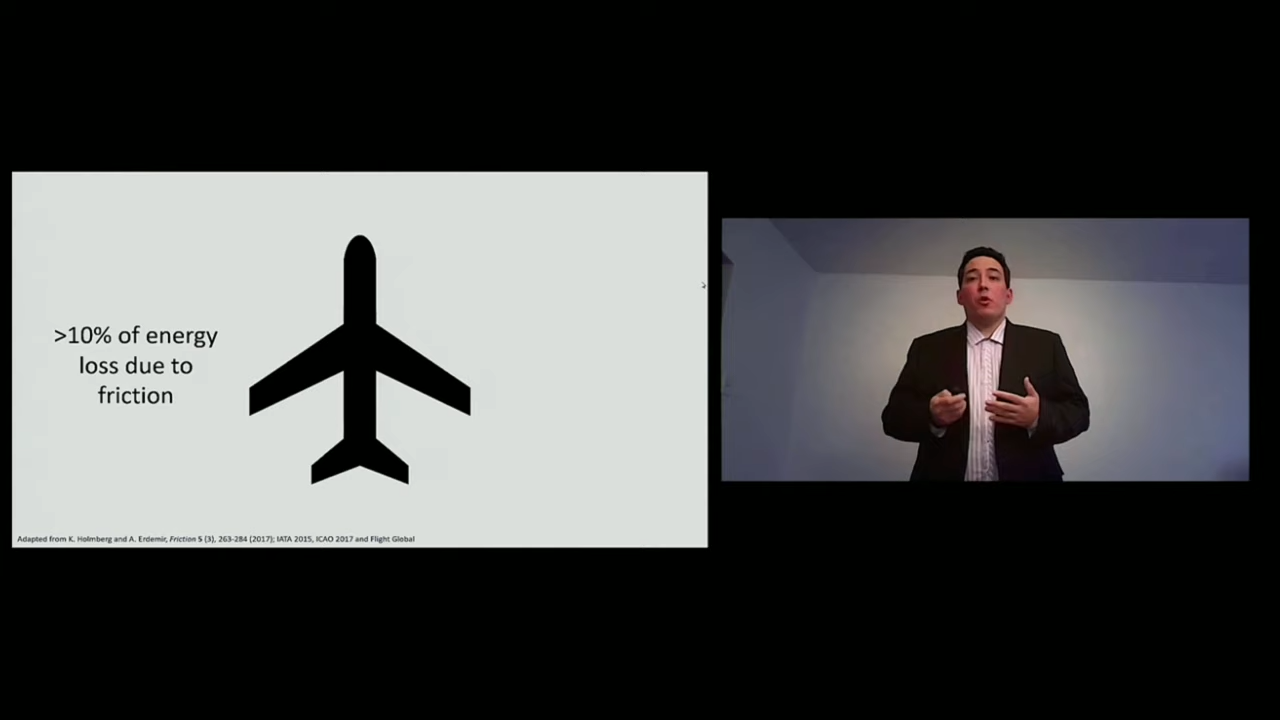 >10% of energy
loss due to
friction
Adapted from K. Holmberg and A. Erdemir, Friction 5 (3), 263-284 (2017); IATA 2015, ICAO 2017 and Flight Global